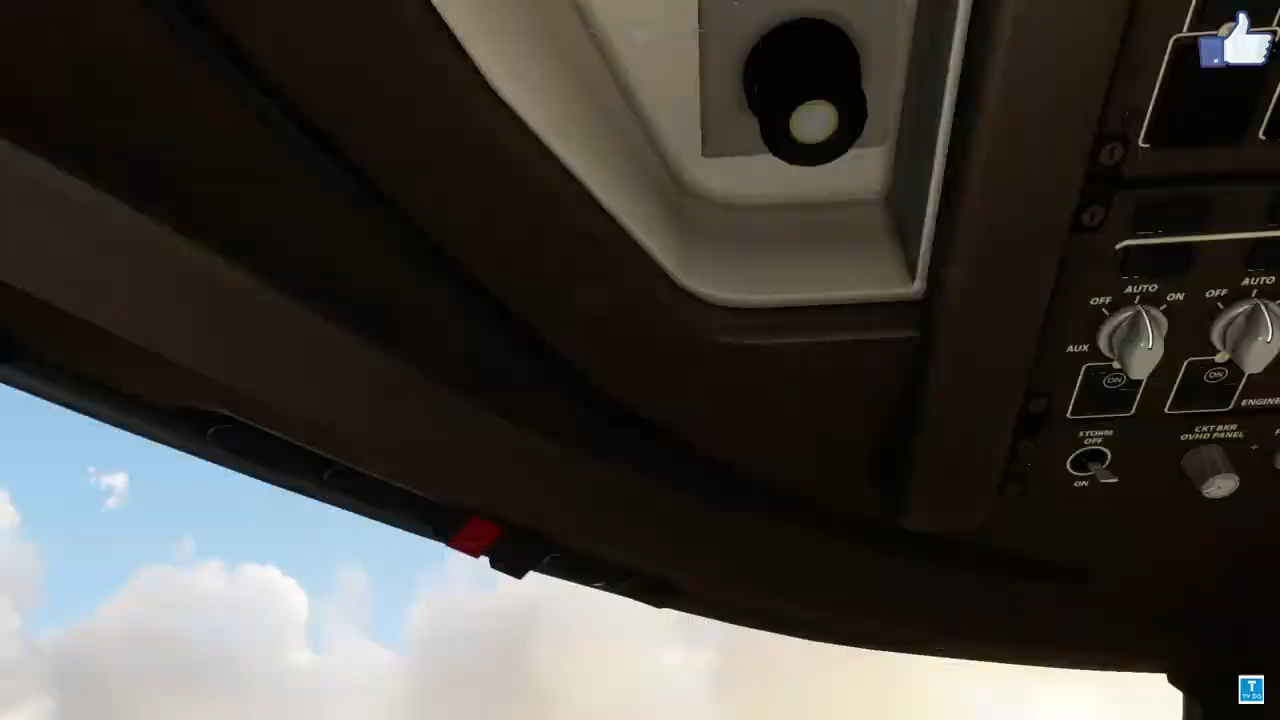 AUTO
OFF
ON
AUX
ON
AUTO
OFF
ON
ENGINE
STORM
OFF
ON
CKT BKR
OVHD PANEL
T